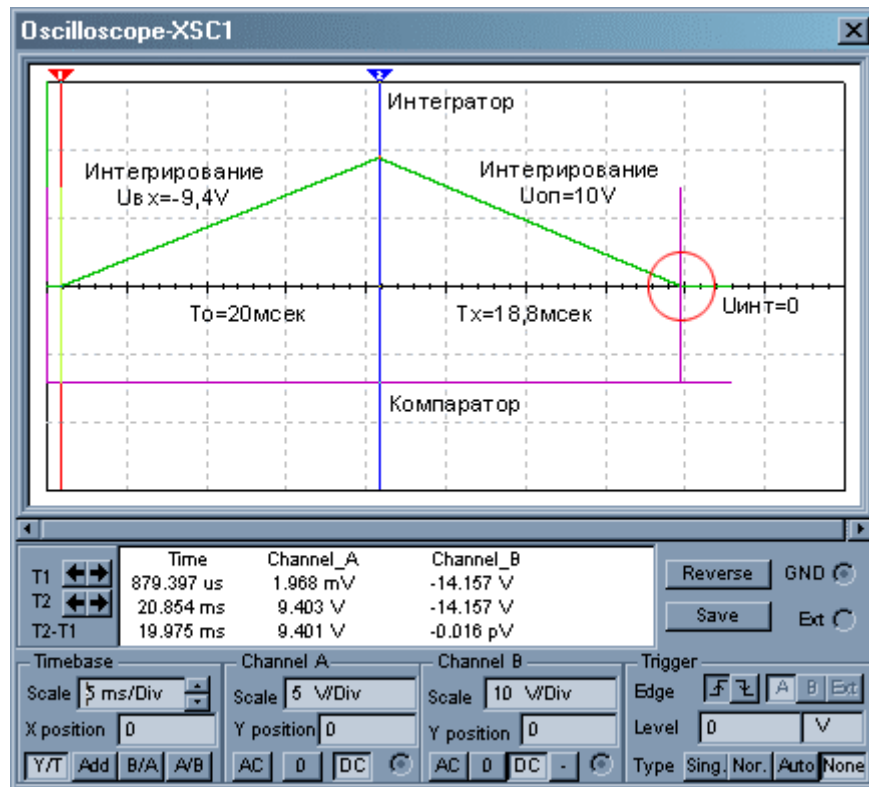 Oscilloscope-XSC1
1 2
Интегратор
Интегрирование
Uвх=-9,4V
Интегрирование
Uоп=10V
То=20мсек
Тх=18,8мсек
Uинт=0
Компаратор
Time Channel_A Channel_B
T1 879.397 us 1.968 mV -14.157 V
T2 20.854 ms 9.403 V -14.157 V
T2-T1 19.975 ms 9.401 V -0.016 pV
Reverse GND
Save Ext
Timebase
Scale 5 ms/Div
X position 0
Y/T Add B/A A/B
Channel A
Scale 5 V/Div
Y position 0
AC 0 DC
Channel B
Scale 10 V/Div
Y position 0
AC 0 DC -
Trigger
Edge A B Ext
Level 0 V
Type Sing. Nor. Auto None